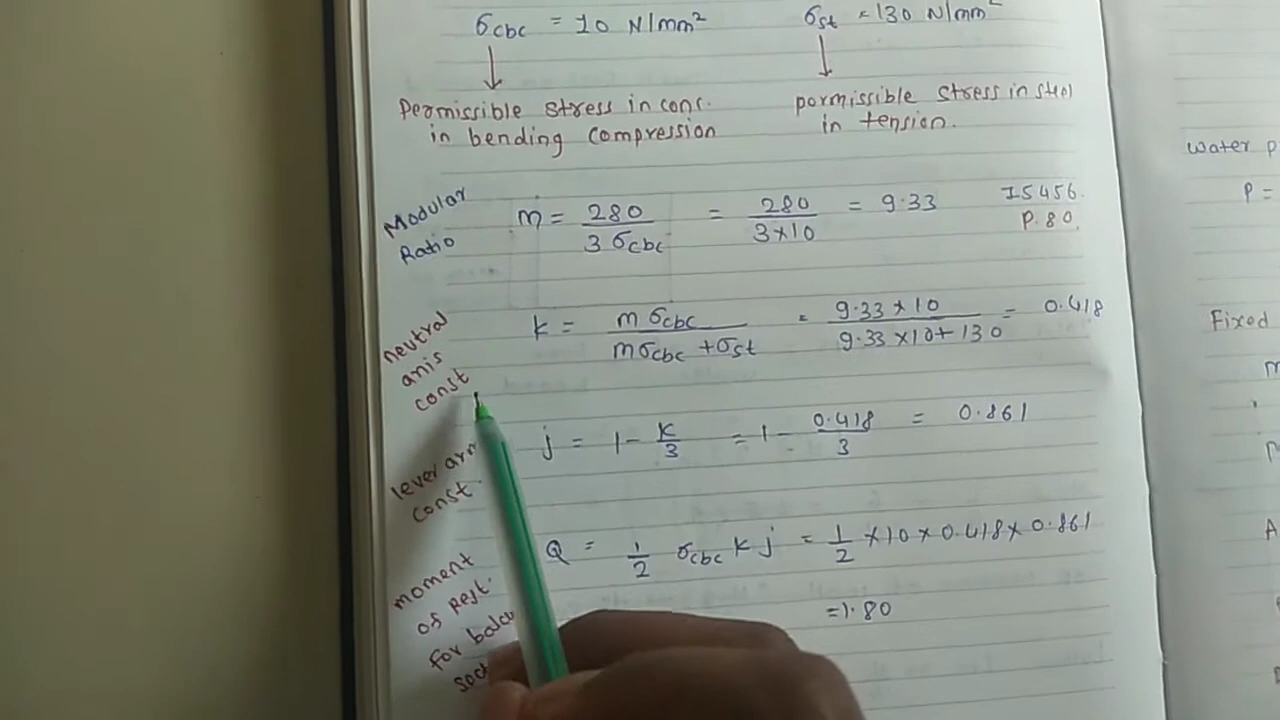 σcbc = 10 N/mm² σst = 130 N/mm²
Permissible stress in conc. permissible stress in steel
in bending compression in tension.
Modular
Ratio
m = 280 / 3 σcbc = 280 / 3×10 = 9.33
IS456.
P.80.
neutral
axis
const
k = mσcbc / mσcbc + σst = 9.33×10 / 9.33×10+130 = 0.418
lever arm
const.
j = 1 - k/3 = 1 - 0.418/3 = 0.861
moment
of Rest.
for
Q = 1/2 σcbc k j = 1/2 × 10 × 0.418 × 0.861
= 1.80
water p
P =
Fixed
A